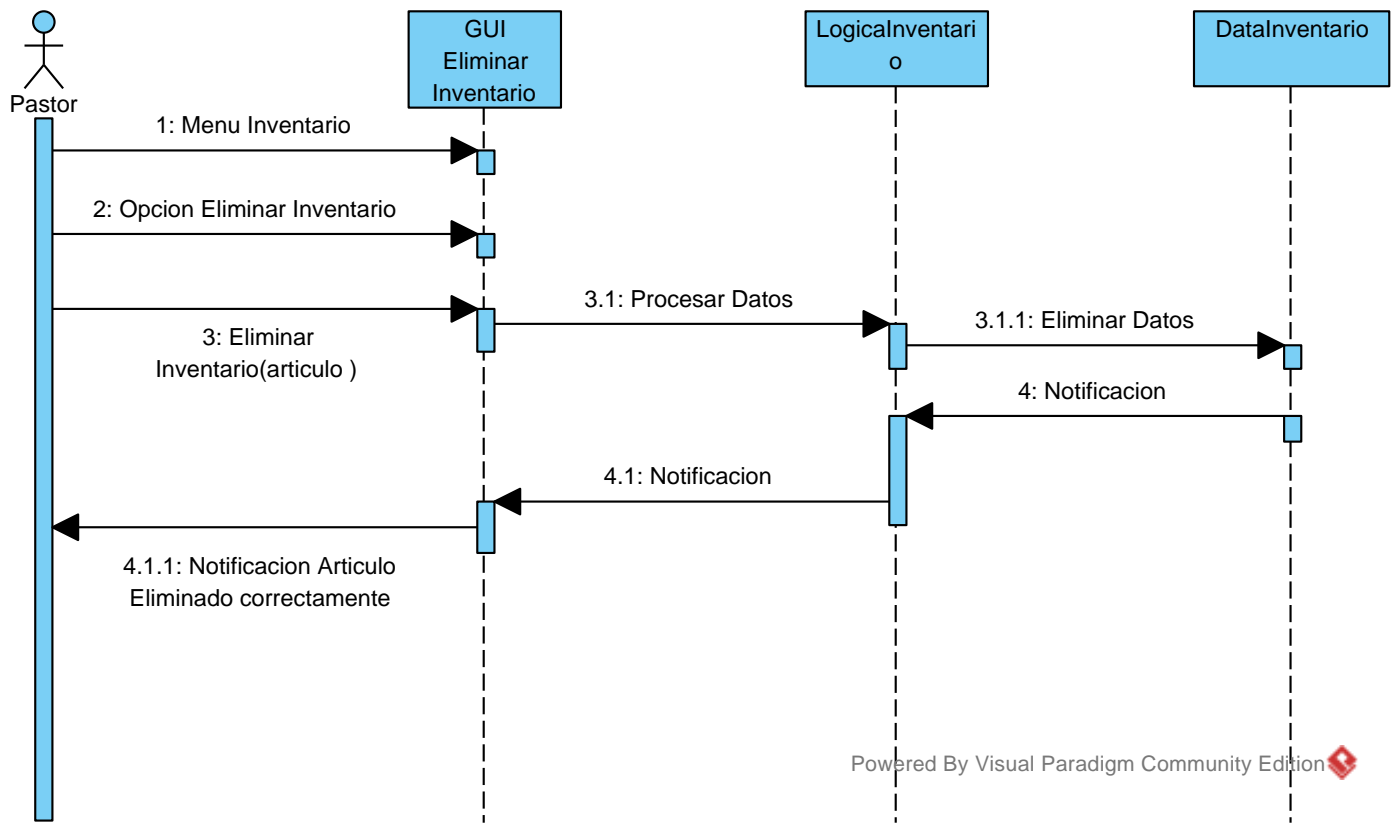 Pastor
GUI
Eliminar
Inventario
LogicaInventari
o
DataInventario
1: Menu Inventario
2: Opcion Eliminar Inventario
3: Eliminar
Inventario(articulo )
3.1: Procesar Datos
3.1.1: Eliminar Datos
4: Notificacion
4.1: Notificacion
4.1.1: Notificacion Articulo
Eliminado correctamente
Powered By Visual Paradigm Community Edition